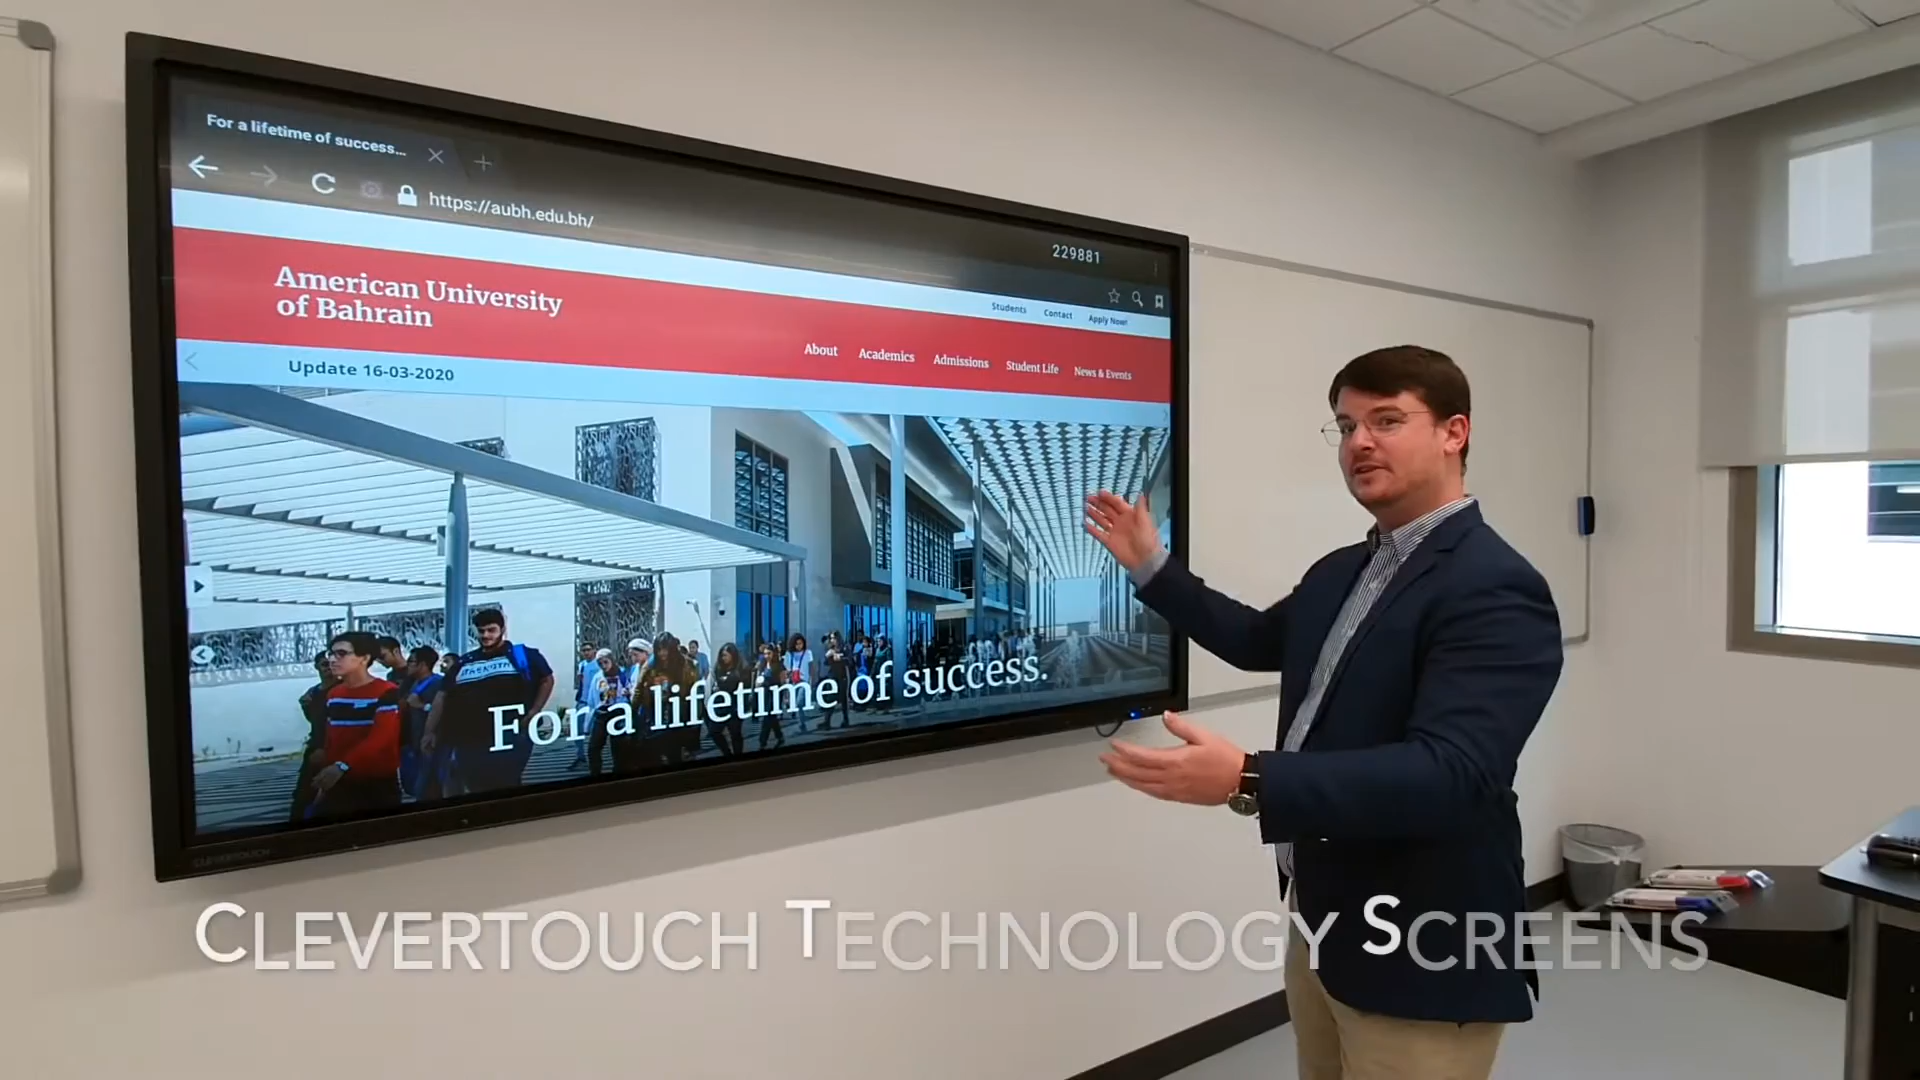 For a lifetime of success...
https://aubh.edu.bh/
229881
Students Contact Apply Now!
American University
of Bahrain
About Academics Admissions Student Life News & Events
Update 16-03-2020
STRENGTH
For a lifetime of success.
CLEVERTOUCH
CLEVERTOUCH TECHNOLOGY SCREENS